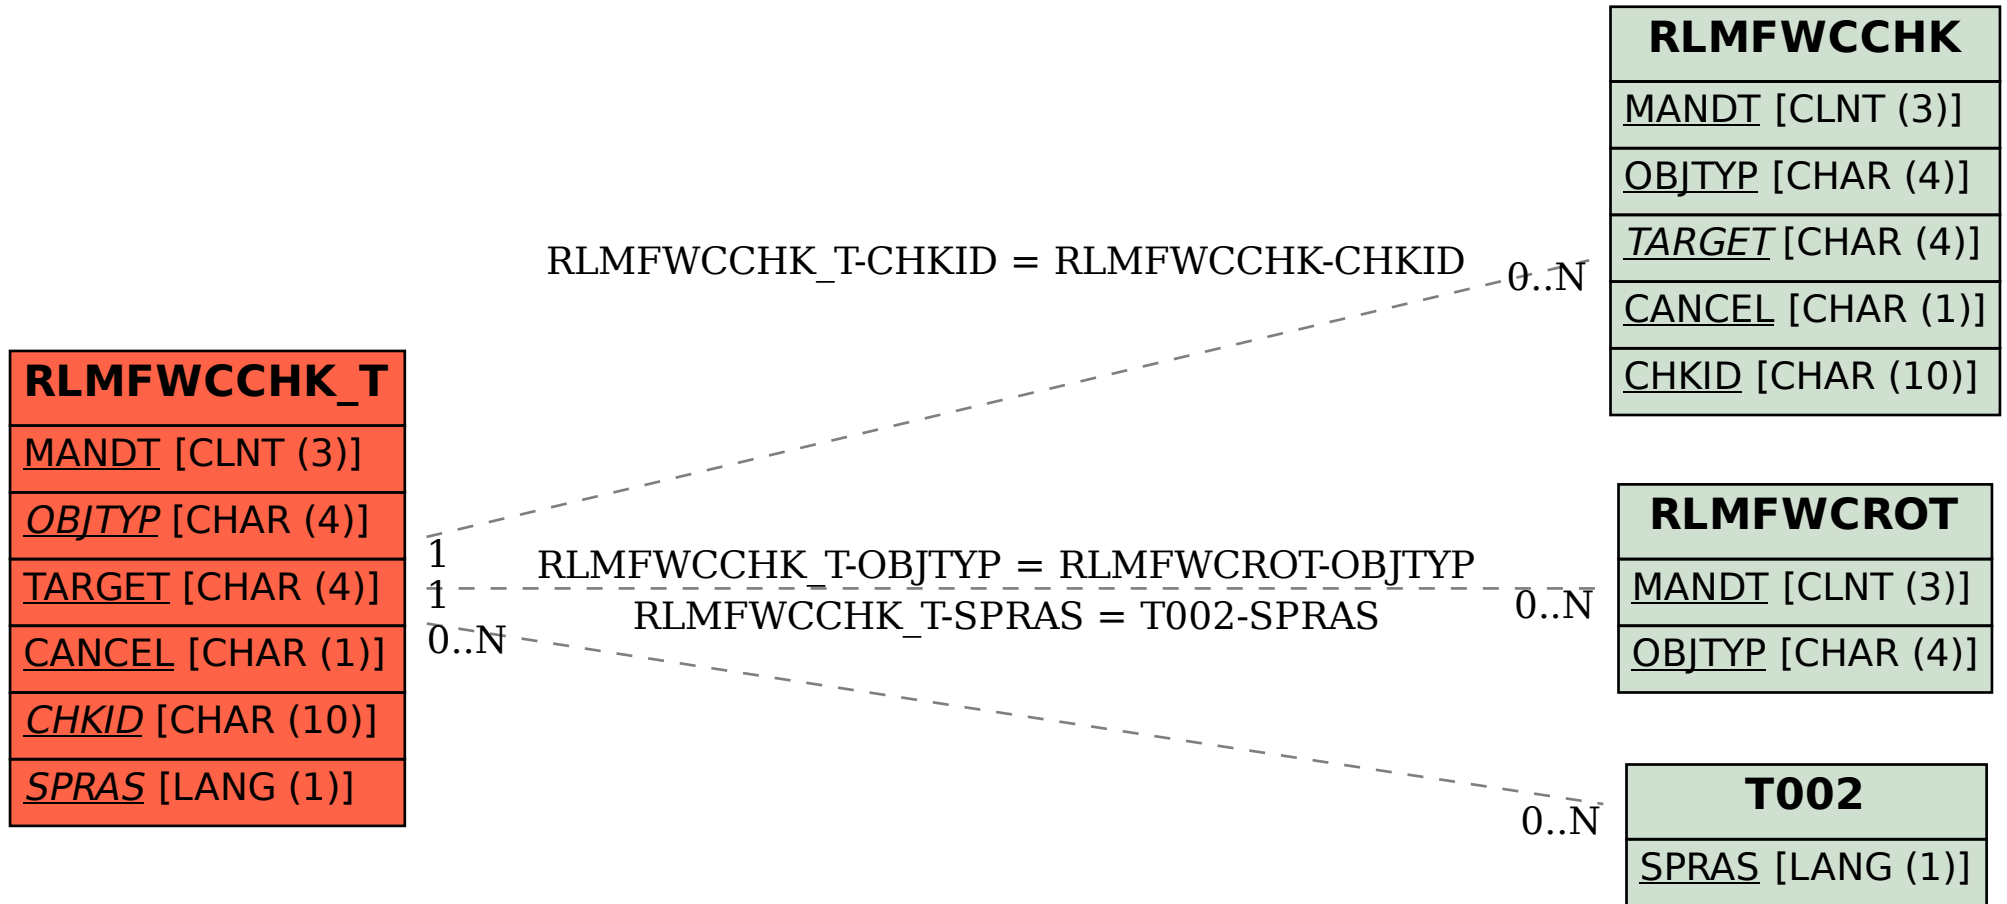 RLMFWCCHK
MANDT [CLNT (3)]
OBJTYP [CHAR (4)]
TARGET [CHAR (4)]
CANCEL [CHAR (1)]
CHKID [CHAR (10)]
RLMFWCCHK_T-CHKID = RLMFWCCHK-CHKID
0..N
RLMFWCCHK_T
MANDT [CLNT (3)]
OBJTYP [CHAR (4)]
TARGET [CHAR (4)]
CANCEL [CHAR (1)]
CHKID [CHAR (10)]
SPRAS [LANG (1)]
1
RLMFWCCHK_T-OBJTYP = RLMFWCROT-OBJTYP
1
0..N
RLMFWCCHK_T-SPRAS = T002-SPRAS
0..N
0..N
RLMFWCROT
MANDT [CLNT (3)]
OBJTYP [CHAR (4)]
T002
SPRAS [LANG (1)]